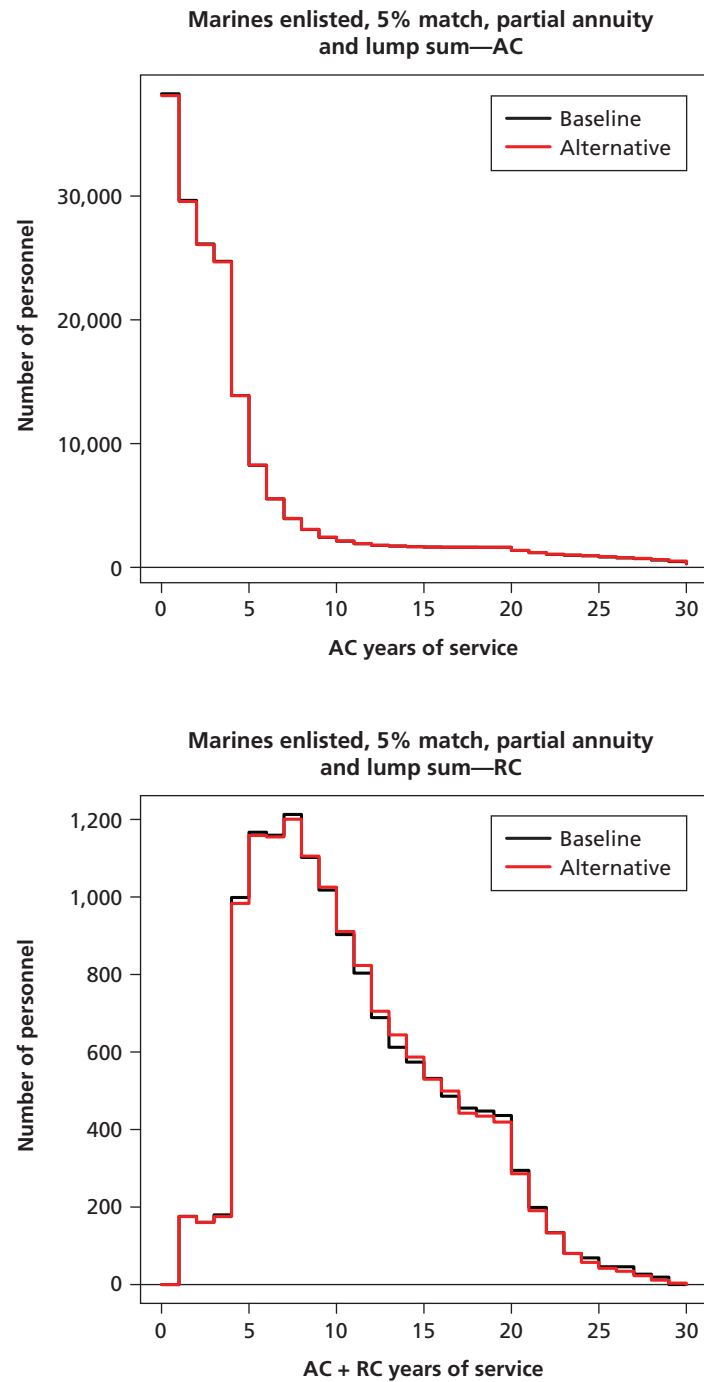 Marines enlisted, 5% match, partial annuity
and lump sum—AC
Baseline
Alternative
Number of personnel
30,000
20,000
10,000
0
0 5 10 15 20 25 30
AC years of service
Marines enlisted, 5% match, partial annuity
and lump sum—RC
Baseline
Alternative
Number of personnel
1,200
1,000
800
600
400
200
0
0 5 10 15 20 25 30
AC + RC years of service